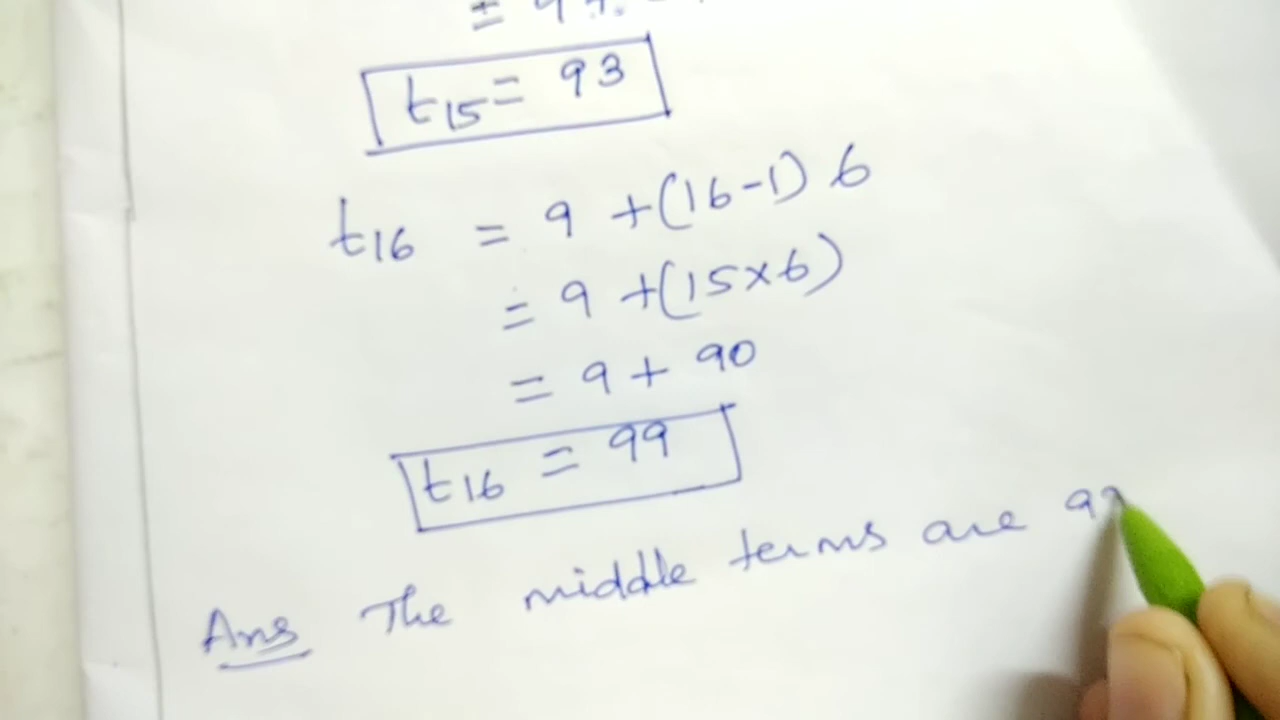 t15 = 93
t16 = 9 + (16-1) 6
= 9 + (15×6)
= 9 + 90
t16 = 99
Ans The middle terms are